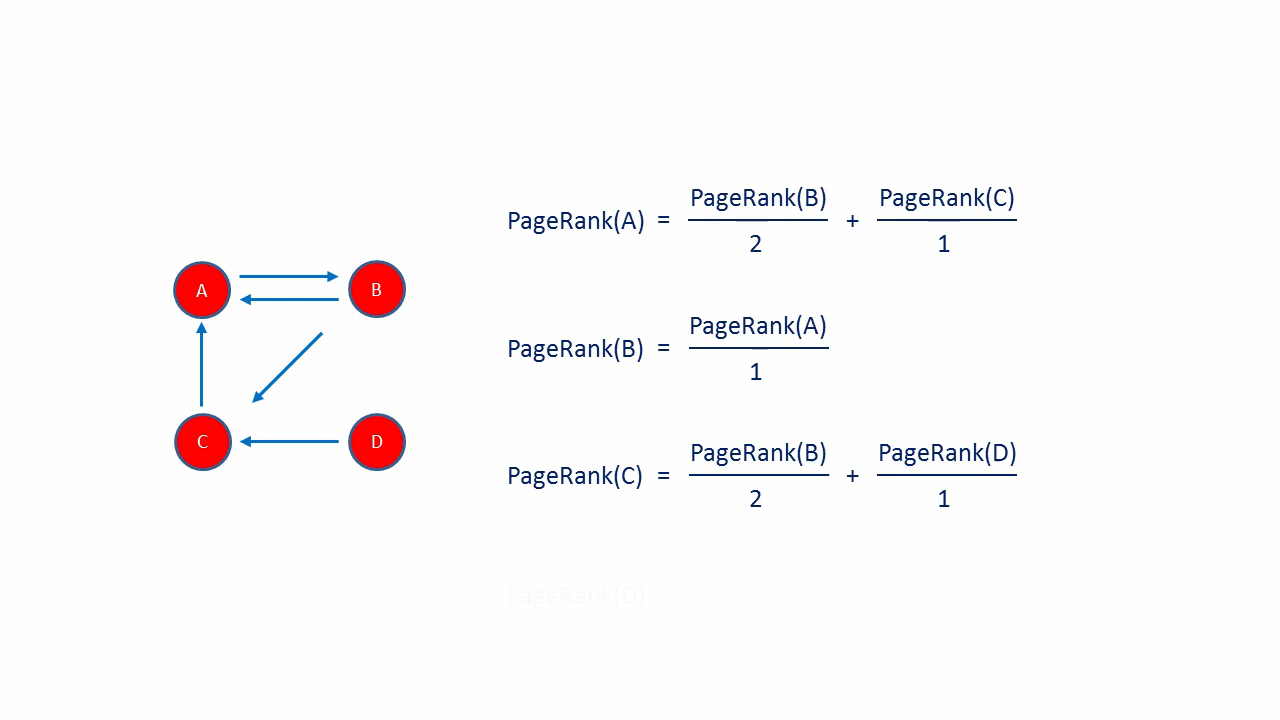 A
B
C
D
PageRank(A) = PageRank(B) / 2 + PageRank(C) / 1
PageRank(B) = PageRank(A) / 1
PageRank(C) = PageRank(B) / 2 + PageRank(D) / 1
PageRank(D)